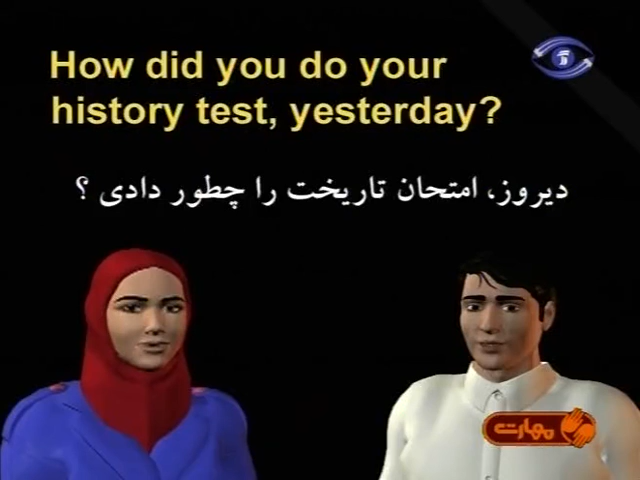 How did you do your
history test, yesterday?
دیروز، امتحان تاریخت را چطور دادی ؟
مهارت